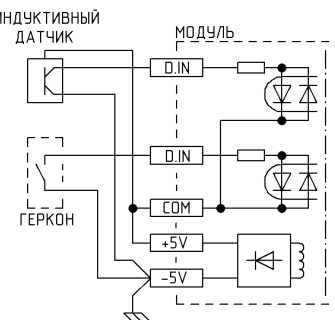 ИНДУКТИВНЫЙ
ДАТЧИК
МОДУЛЬ
D.IN
D.IN
COM
ГЕРКОН
+5V
-5V